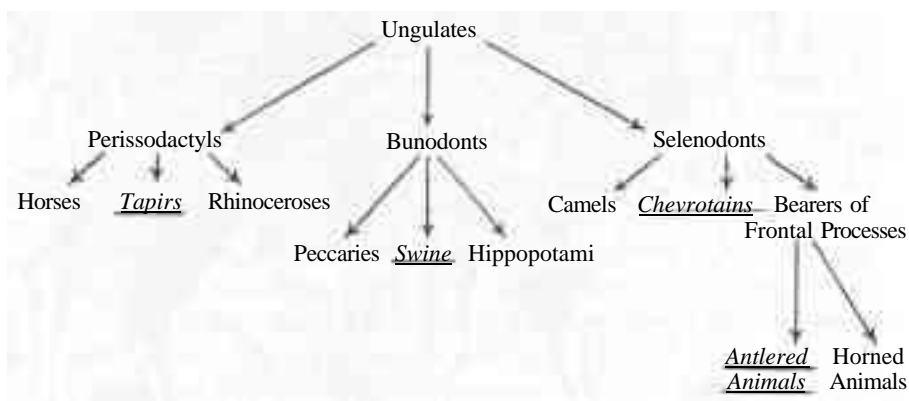 Ungulates
Perissodactyls Bunodonts Selenodonts
Horses Tapirs Rhinoceroses Camels Chevrotains Bearers of
Frontal Processes
Peccaries Swine Hippopotami
Antlered Horned
Animals Animals